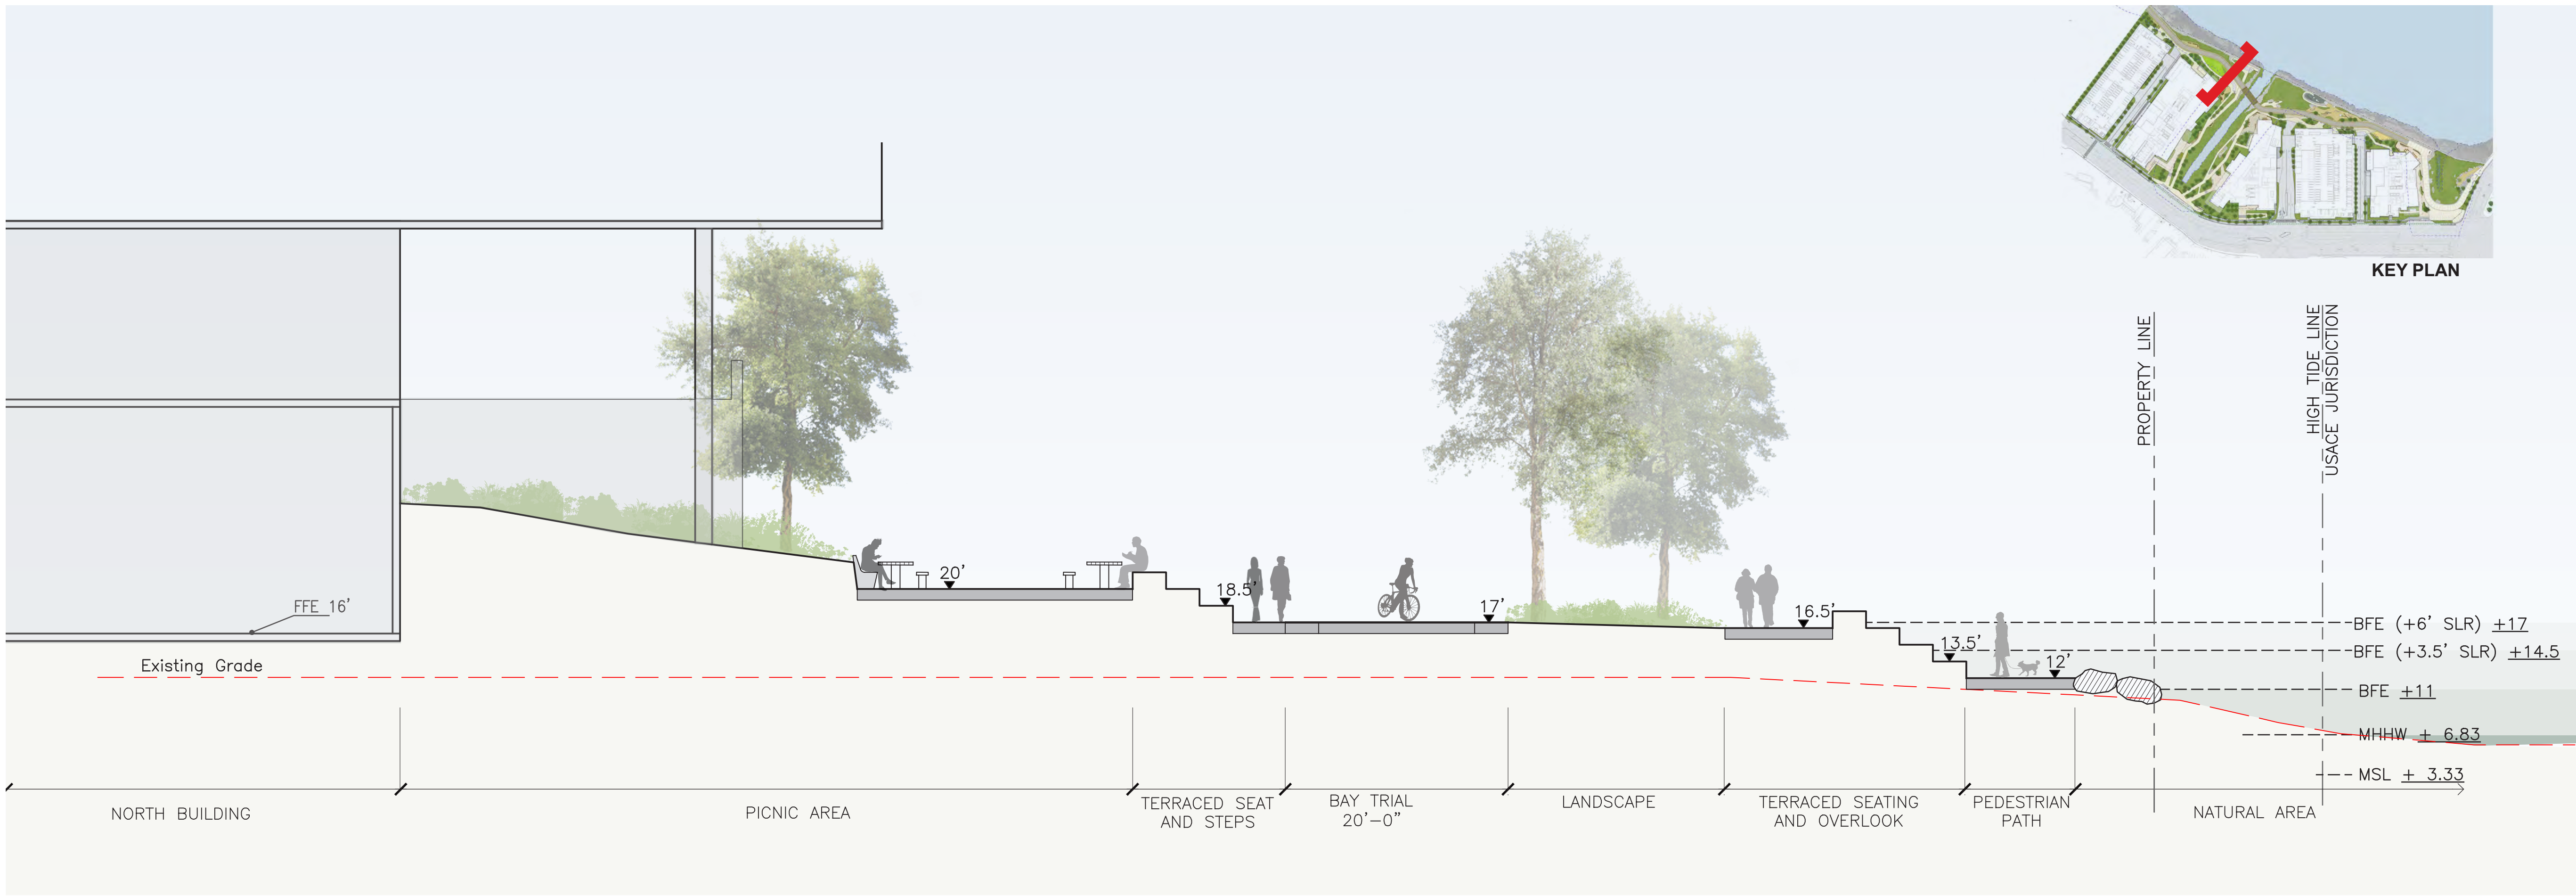 KEY PLAN
PROPERTY LINE
HIGH TIDE LINE
USACE JURISDICTION
FFE 16'
Existing Grade
20'
18.5'
17'
16.5'
13.5'
12'
BFE (+6' SLR) +17
BFE (+3.5' SLR) +14.5
BFE +11
MHHW + 6.83
MSL + 3.33
NORTH BUILDING
PICNIC AREA
TERRACED SEAT
AND STEPS
BAY TRIAL
20'-0"
LANDSCAPE
TERRACED SEATING
AND OVERLOOK
PEDESTRIAN
PATH
NATURAL AREA